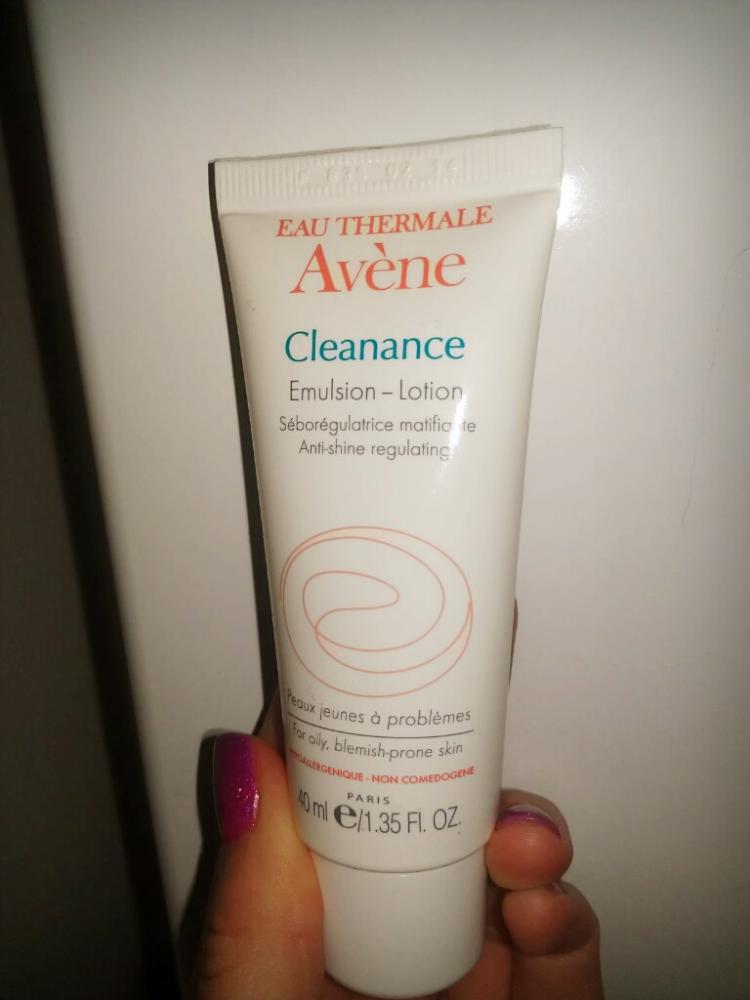 EAU THERMALE
Avène
Cleanance
Emulsion – Lotion
Séborégulatrice matifiante
Anti-shine regulating
Peaux jeunes à problèmes
For oily, blemish-prone skin
HYPOALLERGENIQUE - NON COMEDOGENE
PARIS
40 ml e/1.35 Fl. OZ.